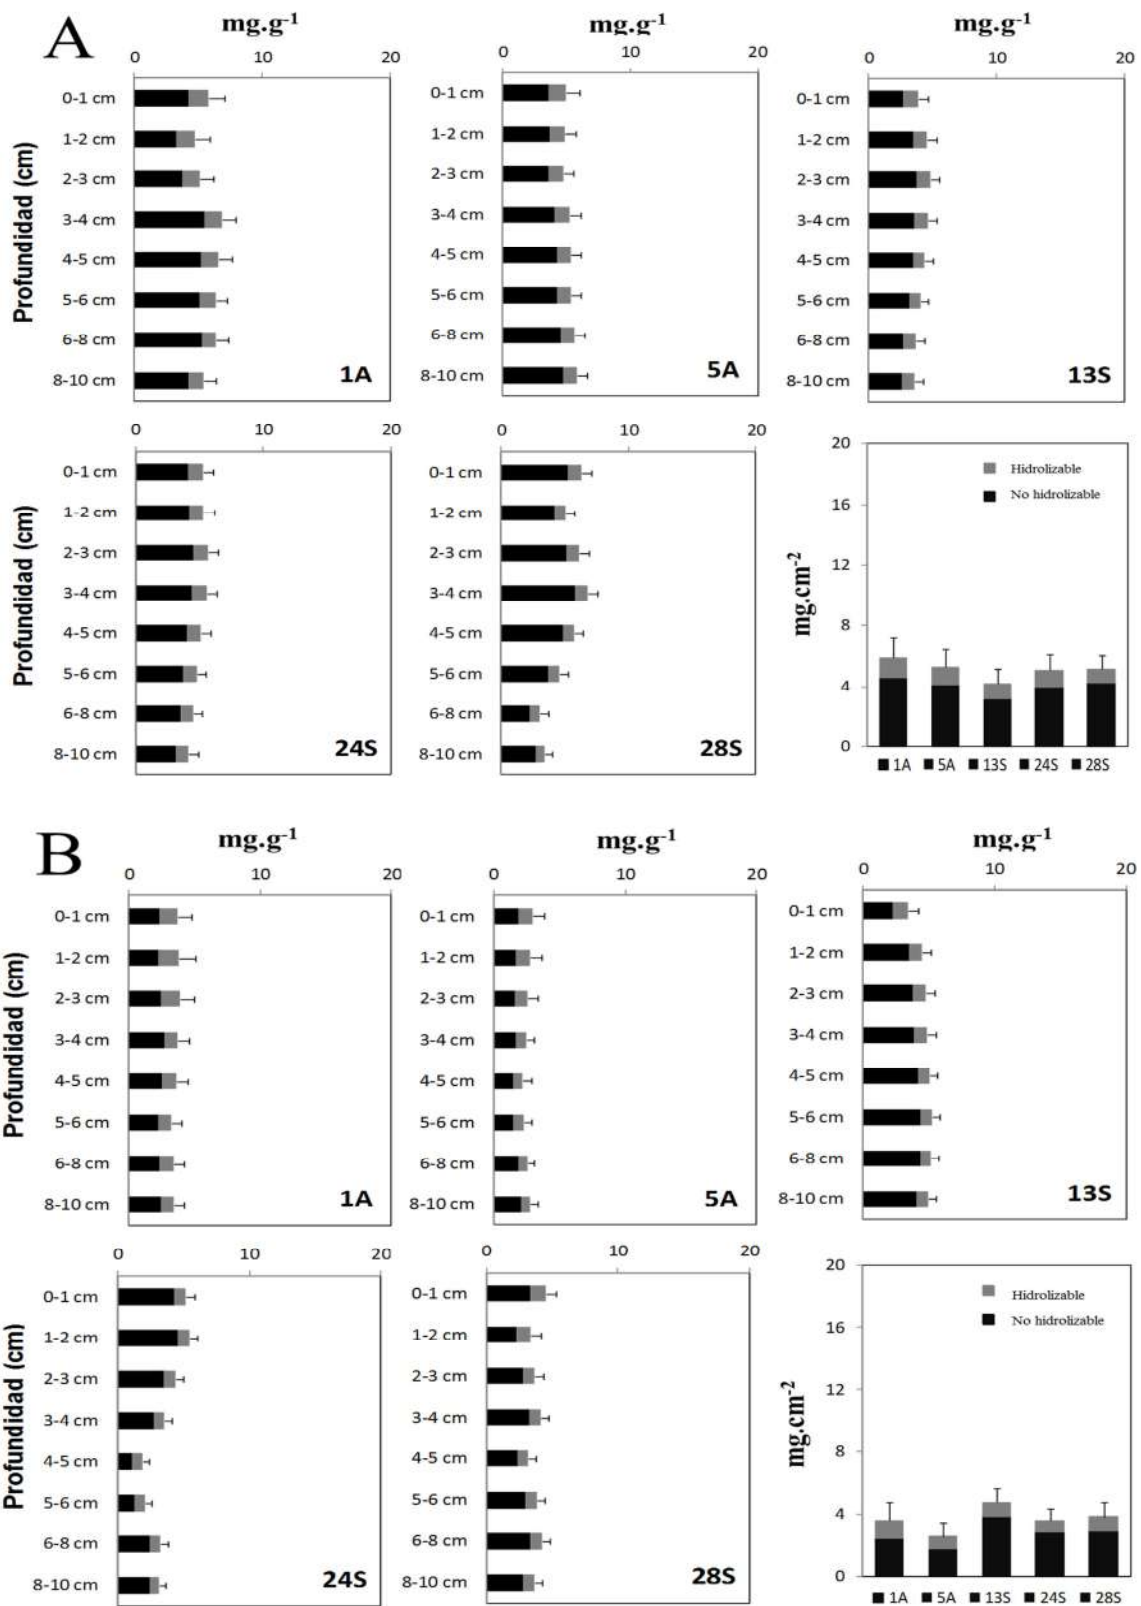 A
mg.g-1 mg.g-1 mg.g-1
0 10 20 0 10 20 0 10 20
Profundidad (cm)
0-1 cm 0-1 cm 0-1 cm
1-2 cm 1-2 cm 1-2 cm
2-3 cm 2-3 cm 2-3 cm
3-4 cm 3-4 cm 3-4 cm
4-5 cm 4-5 cm 4-5 cm
5-6 cm 5-6 cm 5-6 cm
6-8 cm 6-8 cm 6-8 cm
8-10 cm 1A 8-10 cm 5A 8-10 cm 13S
0 10 20 0 10 20
Profundidad (cm)
0-1 cm 0-1 cm
1-2 cm 1-2 cm
2-3 cm 2-3 cm
3-4 cm 3-4 cm
4-5 cm 4-5 cm
5-6 cm 5-6 cm
6-8 cm 6-8 cm
8-10 cm 24S 8-10 cm 28S
mg.cm-2
20
16
12
8
4
0
Hidrolizable
No hidrolizable
1A 5A 13S 24S 28S
B
mg.g-1 mg.g-1 mg.g-1
0 10 20 0 10 20 0 10 20
Profundidad (cm)
0-1 cm 0-1 cm 0-1 cm
1-2 cm 1-2 cm 1-2 cm
2-3 cm 2-3 cm 2-3 cm
3-4 cm 3-4 cm 3-4 cm
4-5 cm 4-5 cm 4-5 cm
5-6 cm 5-6 cm 5-6 cm
6-8 cm 6-8 cm 6-8 cm
8-10 cm 1A 8-10 cm 5A 8-10 cm 13S
0 10 20 0 10 20
Profundidad (cm)
0-1 cm 0-1 cm
1-2 cm 1-2 cm
2-3 cm 2-3 cm
3-4 cm 3-4 cm
4-5 cm 4-5 cm
5-6 cm 5-6 cm
6-8 cm 6-8 cm
8-10 cm 24S 8-10 cm 28S
mg.cm-2
20
16
12
8
4
0
Hidrolizable
No hidrolizable
1A 5A 13S 24S 28S